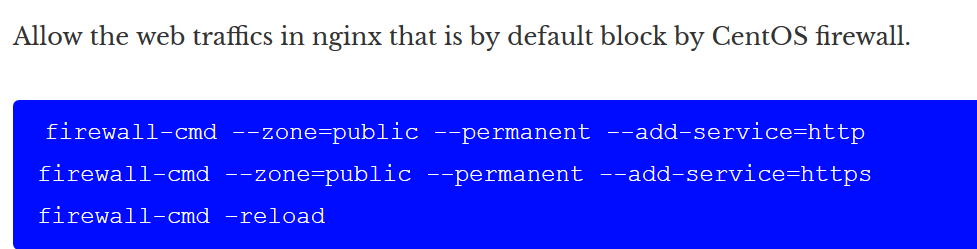 Allow the web traffics in nginx that is by default block by CentOS firewall.
firewall-cmd --zone=public --permanent --add-service=http
firewall-cmd --zone=public --permanent --add-service=https
firewall-cmd -reload